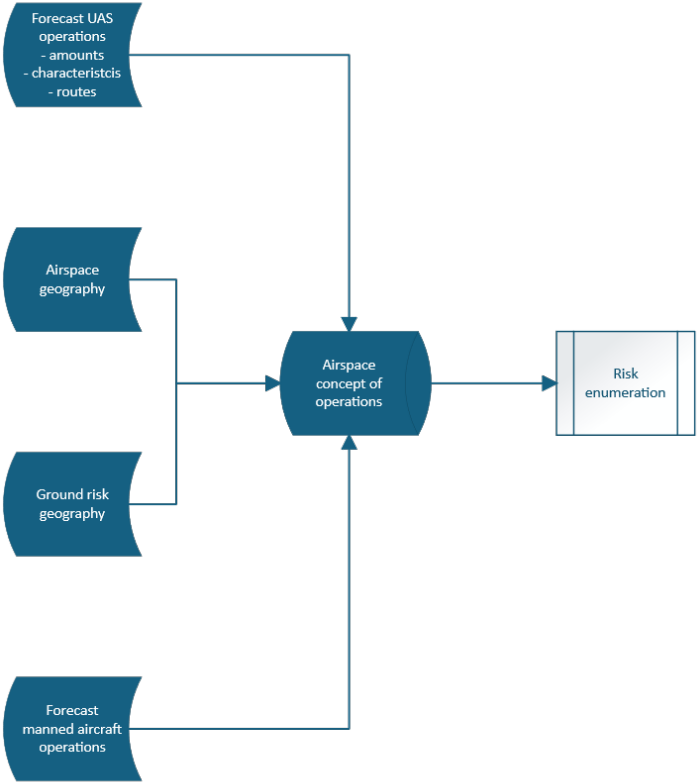 Forecast UAS
operations
- amounts
- characteristcis
- routes
Airspace
geography
Airspace
concept of
operations
Risk
enumeration
Ground risk
geography
Forecast
manned aircraft
operations